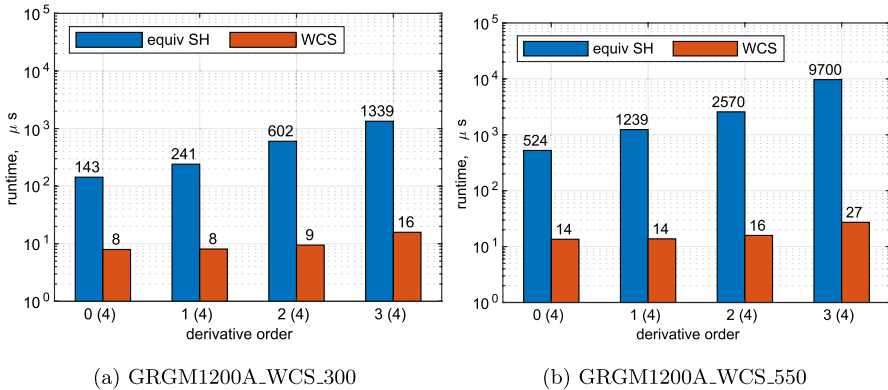 10^5
equiv SH WCS
10^4
1339
10^3
602
241
143
10^2
16
8 8 9
10^1
10^0
runtime, μ s
0 (4) 1 (4) 2 (4) 3 (4)
derivative order
(a) GRGM1200A_WCS_300
10^5
equiv SH WCS
9700
10^4
2570
1239
10^3
524
10^2
27
14 14 16
10^1
10^0
runtime, μ s
0 (4) 1 (4) 2 (4) 3 (4)
derivative order
(b) GRGM1200A_WCS_550